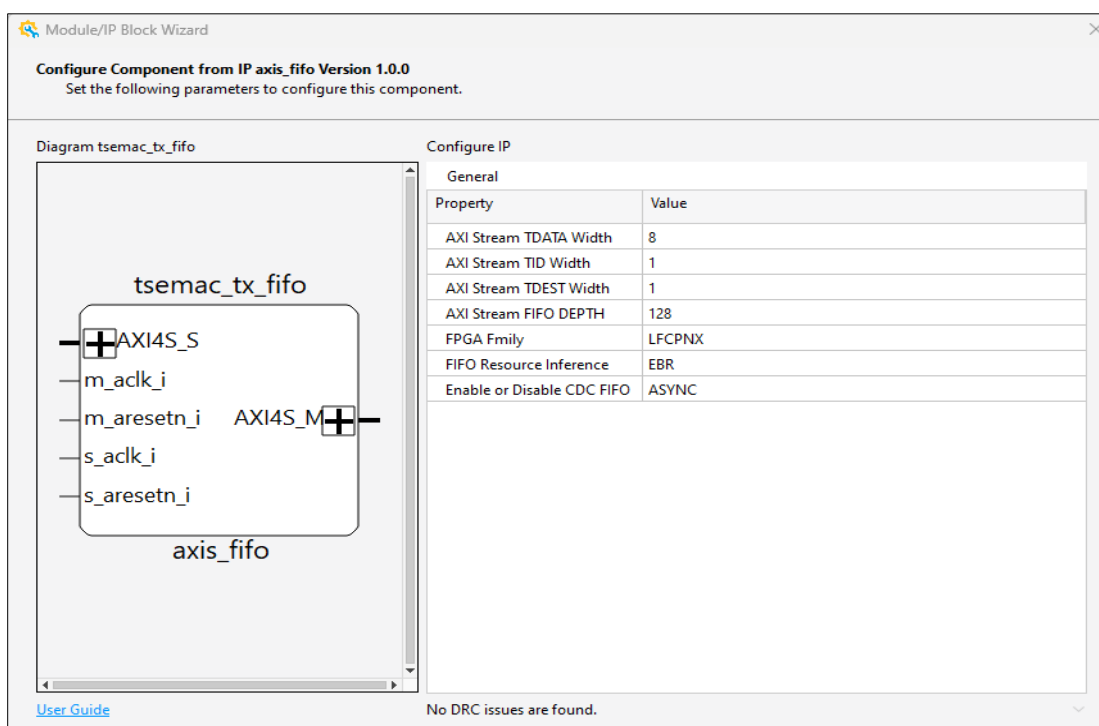 Module/IP Block Wizard
Configure Component from IP axis_fifo Version 1.0.0
Set the following parameters to configure this component.
Diagram tsemac_tx_fifo
tsemac_tx_fifo
AXI4S_S
m_aclk_i
m_aresetn_i AXI4S_M
s_aclk_i
s_aresetn_i
axis_fifo
User Guide
Configure IP
General
Property Value
AXI Stream TDATA Width 8
AXI Stream TID Width 1
AXI Stream TDEST Width 1
AXI Stream FIFO DEPTH 128
FPGA Fmily LFCPNX
FIFO Resource Inference EBR
Enable or Disable CDC FIFO ASYNC
No DRC issues are found.